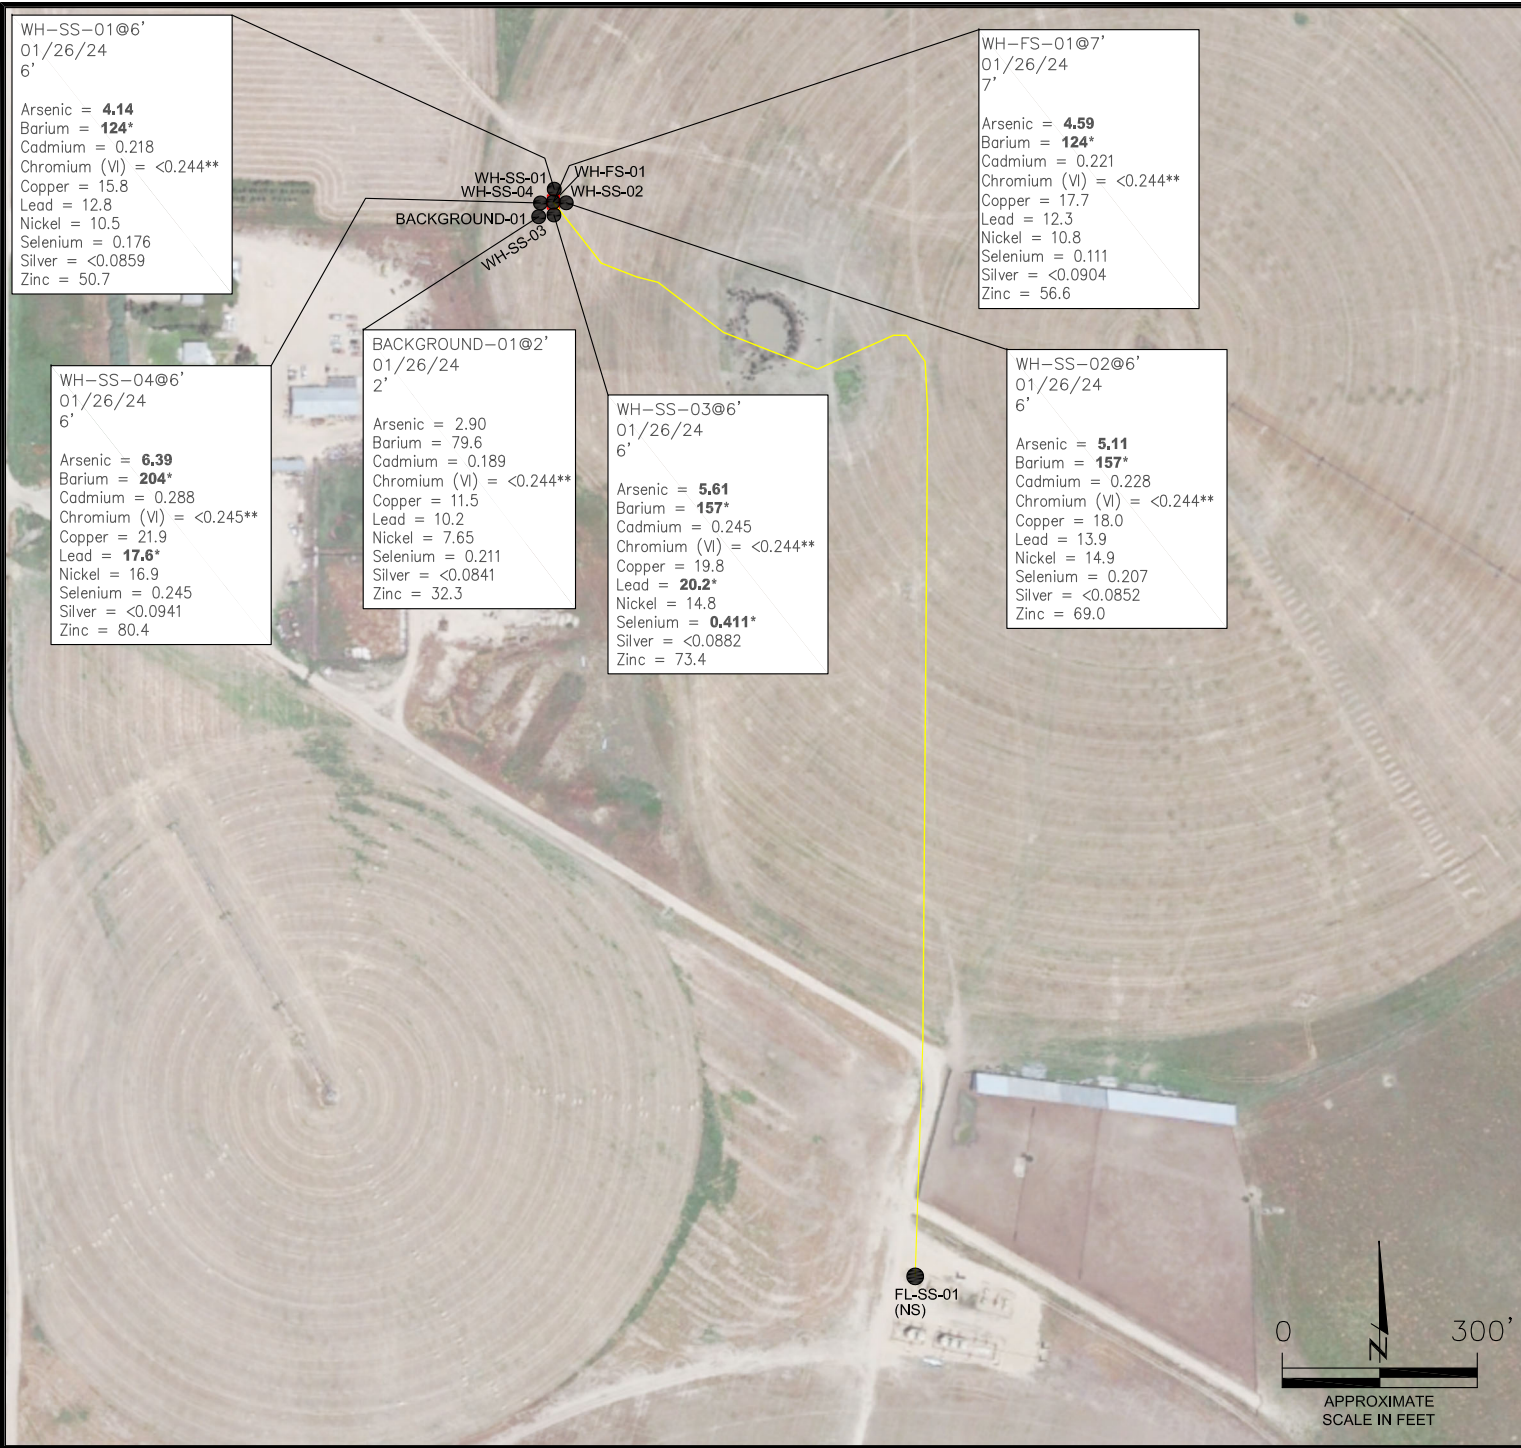 WH-SS-01@6'
01/26/24
6'
Arsenic = 4.14
Barium = 124*
Cadmium = 0.218
Chromium (VI) = <0.244**
Copper = 15.8
Lead = 12.8
Nickel = 10.5
Selenium = 0.176
Silver = <0.0859
Zinc = 50.7
WH-FS-01@7'
01/26/24
7'
Arsenic = 4.59
Barium = 124*
Cadmium = 0.221
Chromium (VI) = <0.244**
Copper = 17.7
Lead = 12.3
Nickel = 10.8
Selenium = 0.111
Silver = <0.0904
Zinc = 56.6
WH-SS-01
WH-FS-01
WH-SS-04
WH-SS-02
BACKGROUND-01
WH-SS-03
WH-SS-04@6'
01/26/24
6'
Arsenic = 6.39
Barium = 204*
Cadmium = 0.288
Chromium (VI) = <0.245**
Copper = 21.9
Lead = 17.6*
Nickel = 16.9
Selenium = 0.245
Silver = <0.0941
Zinc = 80.4
BACKGROUND-01@2'
01/26/24
2'
Arsenic = 2.90
Barium = 79.6
Cadmium = 0.189
Chromium (VI) = <0.244**
Copper = 11.5
Lead = 10.2
Nickel = 7.65
Selenium = 0.211
Silver = <0.0841
Zinc = 32.3
WH-SS-03@6'
01/26/24
6'
Arsenic = 5.61
Barium = 157*
Cadmium = 0.245
Chromium (VI) = <0.244**
Copper = 19.8
Lead = 20.2*
Nickel = 14.8
Selenium = 0.411*
Silver = <0.0882
Zinc = 73.4
WH-SS-02@6'
01/26/24
6'
Arsenic = 5.11
Barium = 157*
Cadmium = 0.228
Chromium (VI) = <0.244**
Copper = 18.0
Lead = 13.9
Nickel = 14.9
Selenium = 0.207
Silver = <0.0852
Zinc = 69.0
FL-SS-01
(NS)
N
0 300'
APPROXIMATE
SCALE IN FEET